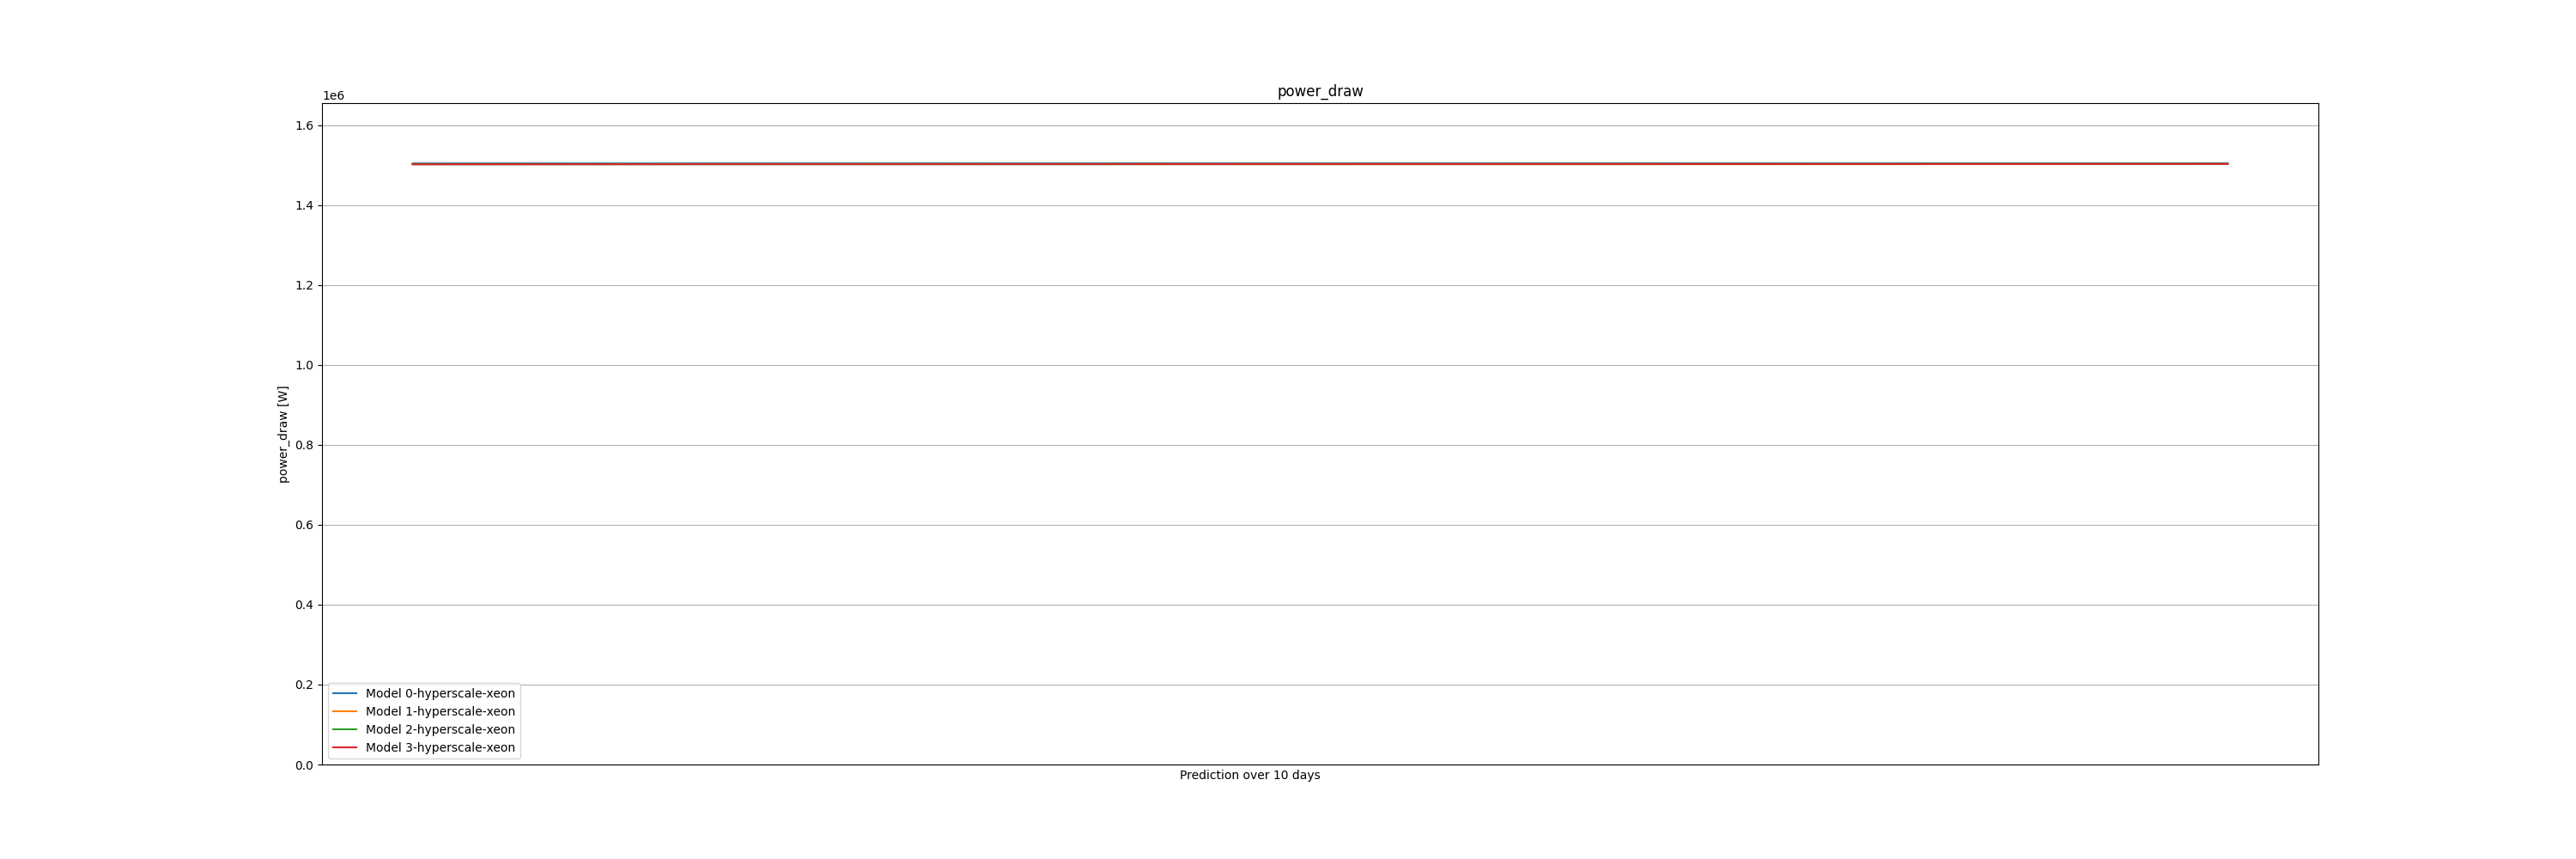 power_draw
1e6
1.6
1.4
1.2
1.0
0.8
0.6
0.4
0.2
0.0
power_draw [W]
Model 0-hyperscale-xeon
Model 1-hyperscale-xeon
Model 2-hyperscale-xeon
Model 3-hyperscale-xeon
Prediction over 10 days